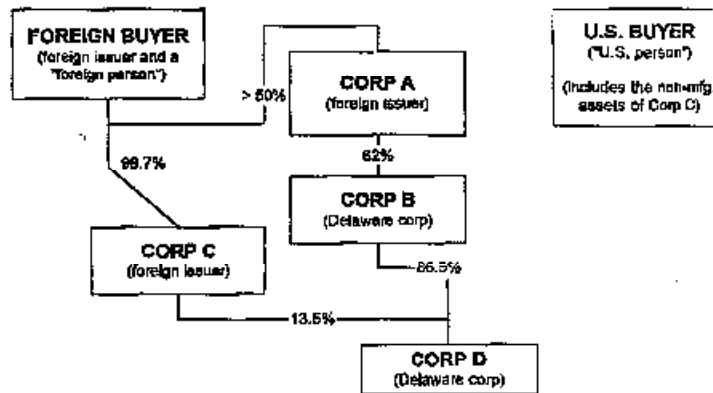 FOREIGN BUYER
(foreign issuer and a
"foreign person")
U.S. BUYER
("U.S. person")
(includes the non-mfg.
assets of Corp C)
> 50%
CORP A
(foreign issuer)
99.7%
62%
CORP B
(Delaware corp)
CORP C
(foreign issuer)
86.5%
13.5%
CORP D
(Delaware corp)